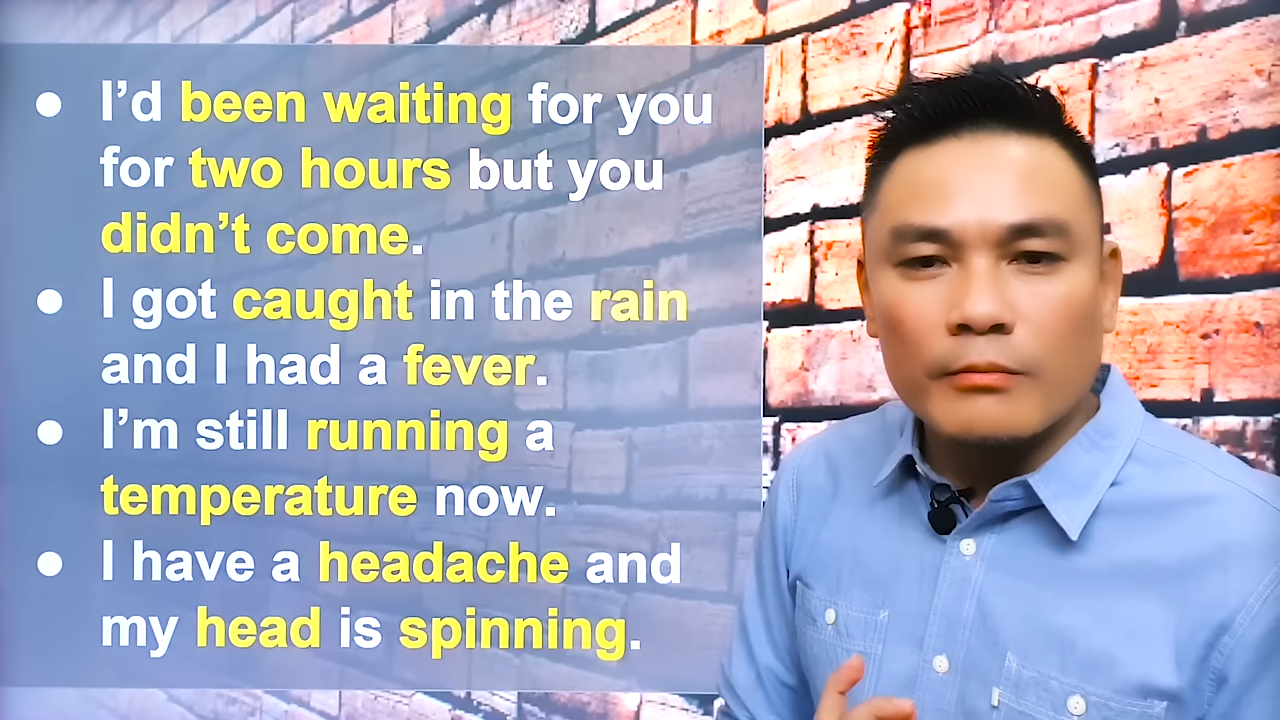 ● I’d been waiting for you
for two hours but you
didn’t come.
● I got caught in the rain
and I had a fever.
● I’m still running a
temperature now.
● I have a headache and
my head is spinning.